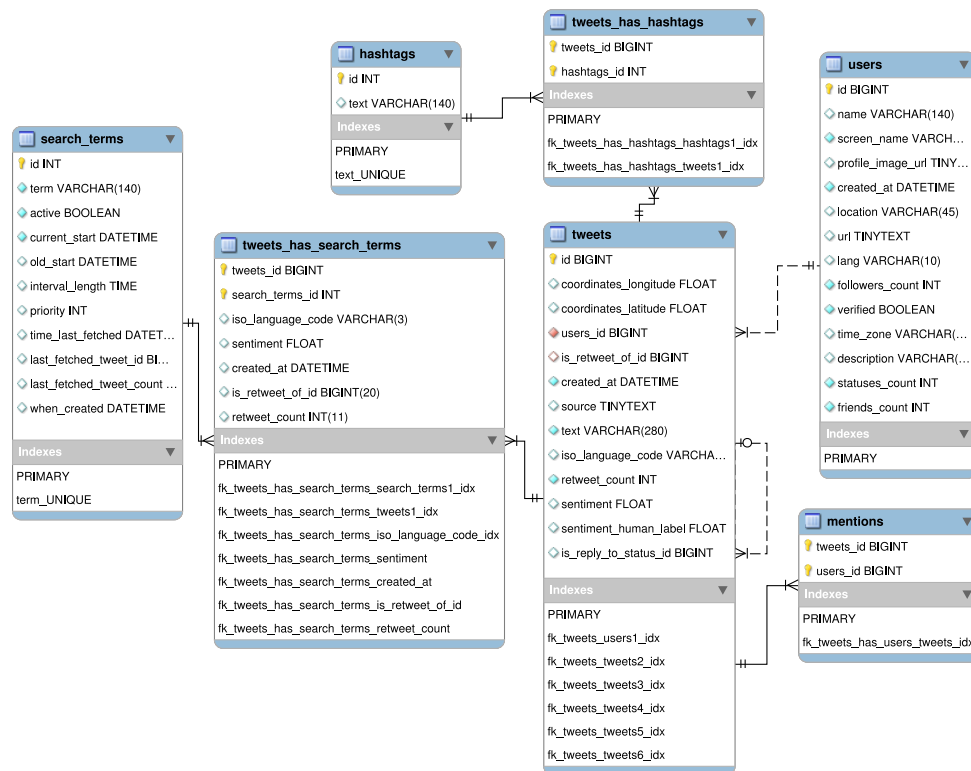 tweets_has_hashtags
tweets_id BIGINT
hashtags_id INT
Indexes
PRIMARY
fk_tweets_has_hashtags_hashtags1_idx
fk_tweets_has_hashtags_tweets1_idx
hashtags
id INT
text VARCHAR(140)
Indexes
PRIMARY
text_UNIQUE
users
id BIGINT
name VARCHAR(140)
screen_name VARCH...
profile_image_url TINY...
created_at DATETIME
location VARCHAR(45)
url TINYTEXT
lang VARCHAR(10)
followers_count INT
verified BOOLEAN
time_zone VARCHAR(...
description VARCHAR(...
statuses_count INT
friends_count INT
Indexes
PRIMARY
search_terms
id INT
term VARCHAR(140)
active BOOLEAN
current_start DATETIME
old_start DATETIME
interval_length TIME
priority INT
time_last_fetched DATET...
last_fetched_tweet_id BI...
last_fetched_tweet_count ...
when_created DATETIME
Indexes
PRIMARY
term_UNIQUE
tweets_has_search_terms
tweets_id BIGINT
search_terms_id INT
iso_language_code VARCHAR(3)
sentiment FLOAT
created_at DATETIME
is_retweet_of_id BIGINT(20)
retweet_count INT(11)
Indexes
PRIMARY
fk_tweets_has_search_terms_search_terms1_idx
fk_tweets_has_search_terms_tweets1_idx
fk_tweets_has_search_terms_iso_language_code_idx
fk_tweets_has_search_terms_sentiment
fk_tweets_has_search_terms_created_at
fk_tweets_has_search_terms_is_retweet_of_id
fk_tweets_has_search_terms_retweet_count
tweets
id BIGINT
coordinates_longitude FLOAT
coordinates_latitude FLOAT
users_id BIGINT
is_retweet_of_id BIGINT
created_at DATETIME
source TINYTEXT
text VARCHAR(280)
iso_language_code VARCHA...
retweet_count INT
sentiment FLOAT
sentiment_human_label FLOAT
is_reply_to_status_id BIGINT
Indexes
PRIMARY
fk_tweets_users1_idx
fk_tweets_tweets2_idx
fk_tweets_tweets3_idx
fk_tweets_tweets4_idx
fk_tweets_tweets5_idx
fk_tweets_tweets6_idx
mentions
tweets_id BIGINT
users_id BIGINT
Indexes
PRIMARY
fk_tweets_has_users_tweets_idx